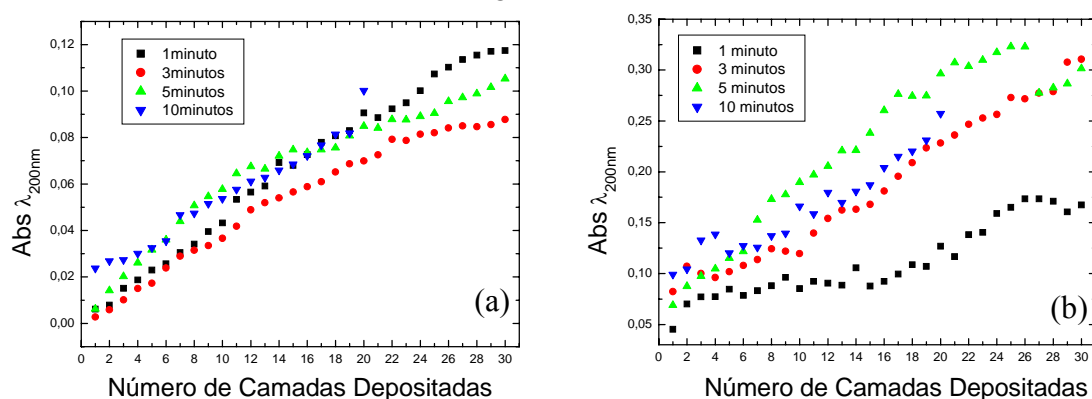 0,12
0,10
0,08
0,06
0,04
0,02
0,00
Abs λ200nm
1minuto
3minutos
5minutos
10minutos
(a)
0 2 4 6 8 10 12 14 16 18 20 22 24 26 28 30
Número de Camadas Depositadas
0,35
0,30
0,25
0,20
0,15
0,10
0,05
Abs λ200nm
1 minuto
3 minutos
5 minutos
10 minutos
(b)
0 2 4 6 8 10 12 14 16 18 20 22 24 26 28 30
Número de Camadas Depositadas